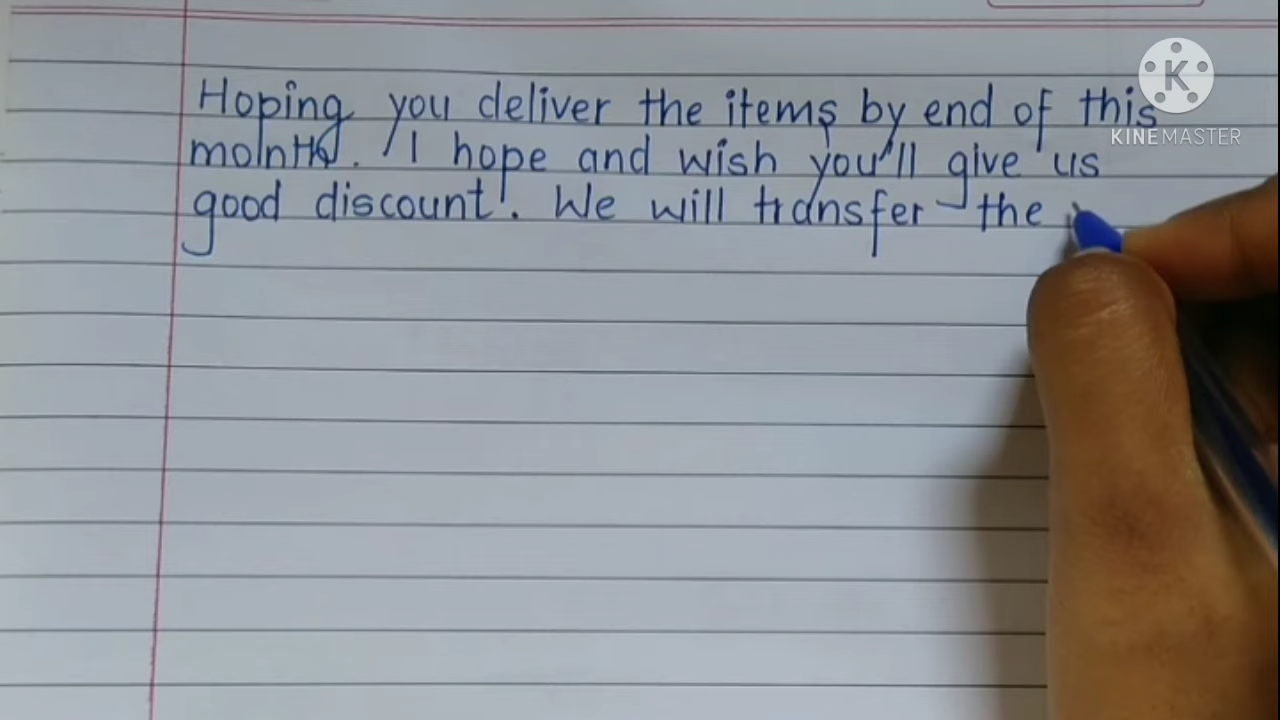 Hoping you deliver the items by end of this
month. I hope and wish you'll give us
good discount. We will transfer the
KINEMASTER